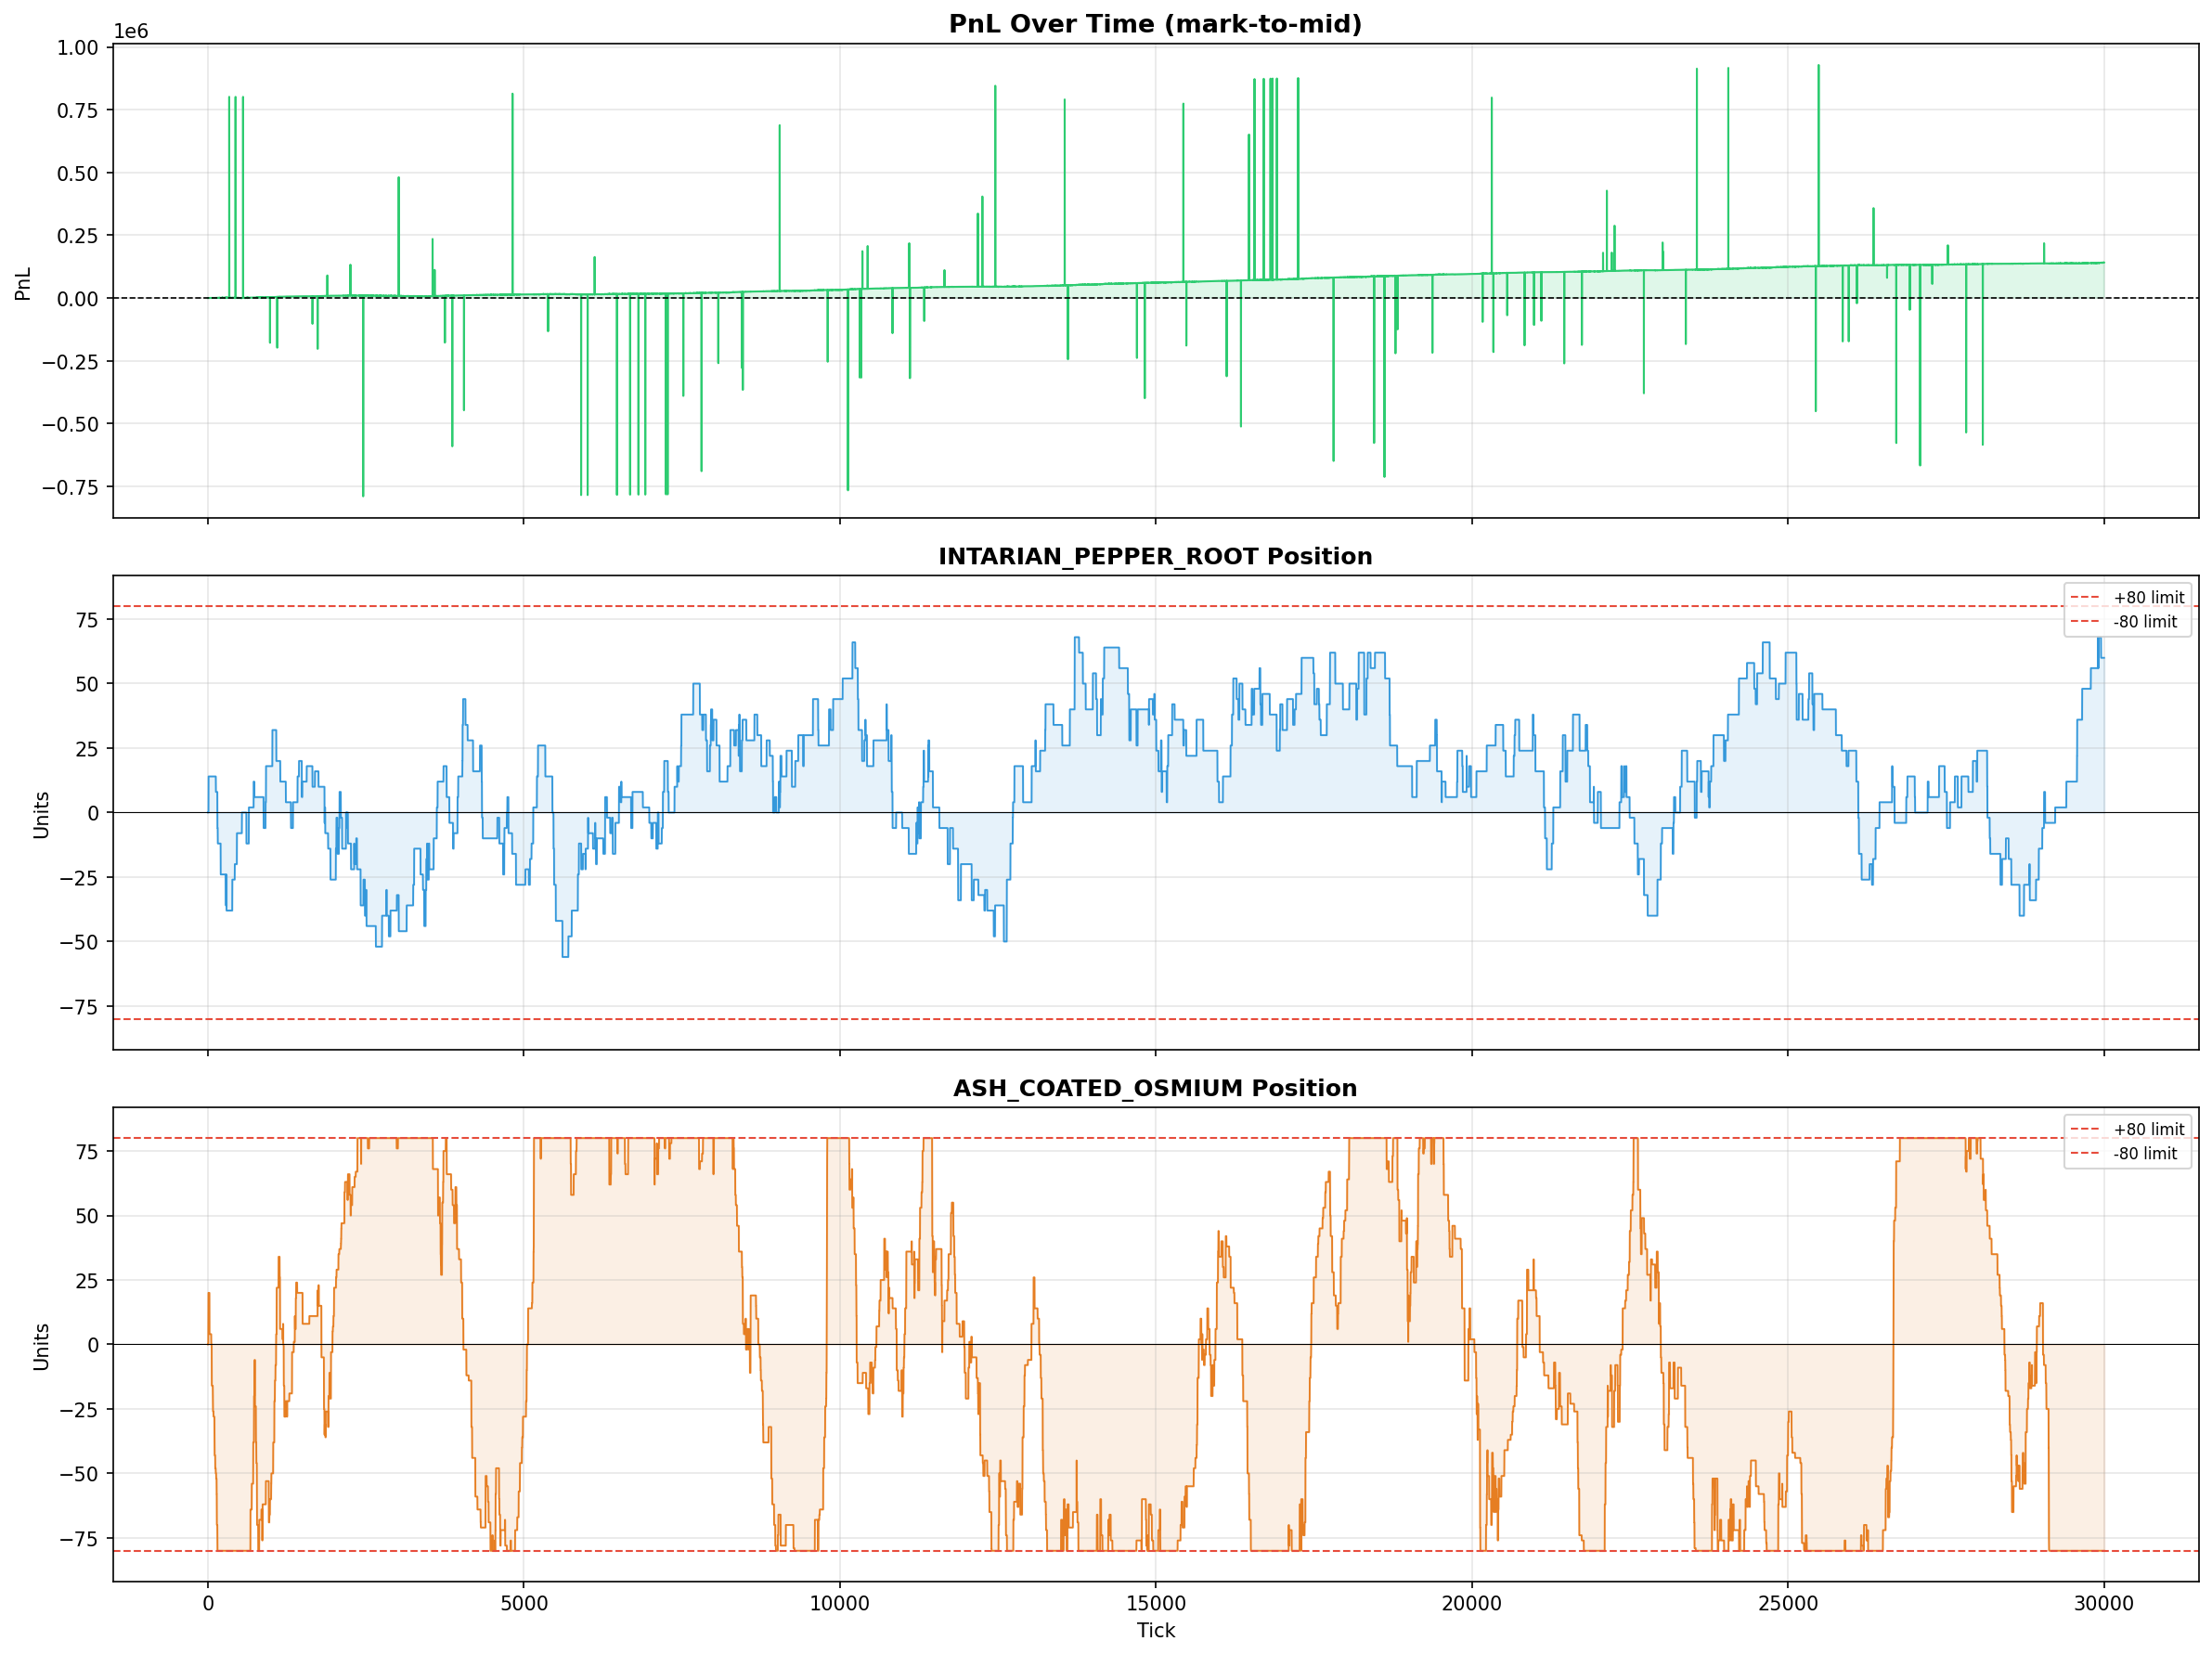 PnL Over Time (mark-to-mid)
1e6
1.00
0.75
0.50
0.25
0.00
−0.25
−0.50
−0.75
PnL
INTARIAN_PEPPER_ROOT Position
75
50
25
0
−25
−50
−75
Units
+80 limit
-80 limit
ASH_COATED_OSMIUM Position
75
50
25
0
−25
−50
−75
Units
+80 limit
-80 limit
0 5000 10000 15000 20000 25000 30000
Tick